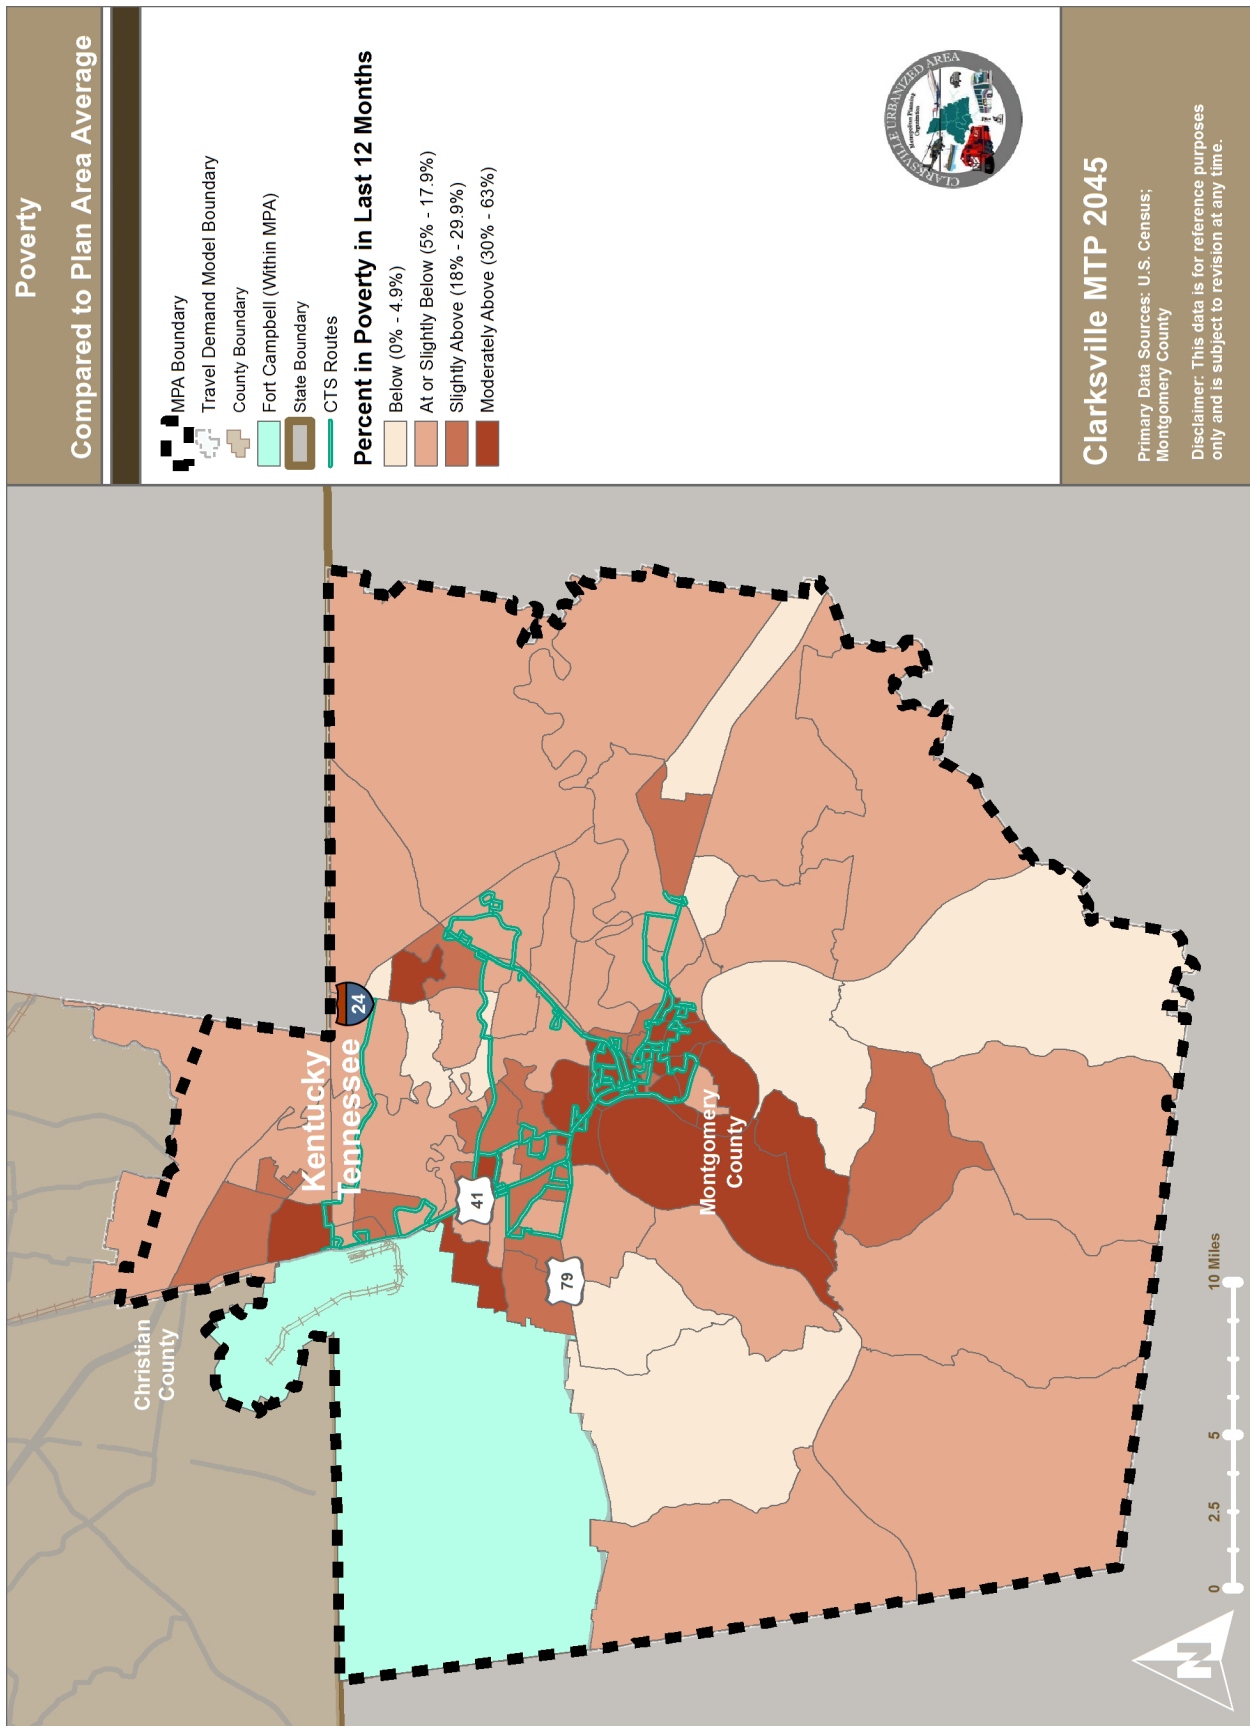 Poverty
Compared to Plan Area Average
MPA Boundary
Travel Demand Model Boundary
County Boundary
Fort Campbell (Within MPA)
State Boundary
CTS Routes
Percent in Poverty in Last 12 Months
Below (0% - 4.9%)
At or Slightly Below (5% - 17.9%)
Slightly Above (18% - 29.9%)
Moderately Above (30% - 63%)
CLARKSVILLE URBANIZED AREA
Metropolitan Planning
Organization
Clarksville MTP 2045
Primary Data Sources: U.S. Census;
Montgomery County
Disclaimer: This data is for reference purposes
only and is subject to revision at any time.
Christian
County
Kentucky
Tennessee
24
41
79
Montgomery
County
N
0 2.5 5 10 Miles